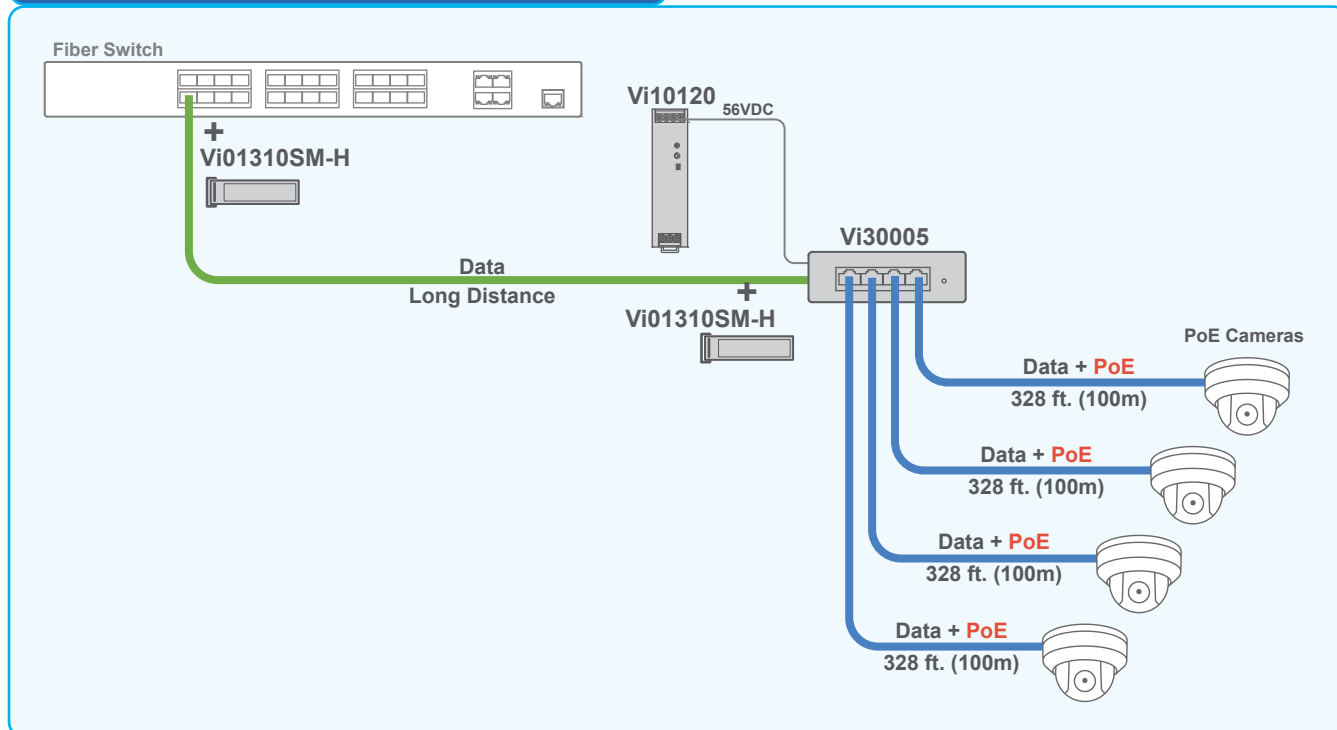 Fiber Switch
+
Vi01310SM-H
Vi10120
56VDC
Vi30005
Data
Long Distance
+
Vi01310SM-H
PoE Cameras
Data + PoE
328 ft. (100m)
Data + PoE
328 ft. (100m)
Data + PoE
328 ft. (100m)
Data + PoE
328 ft. (100m)